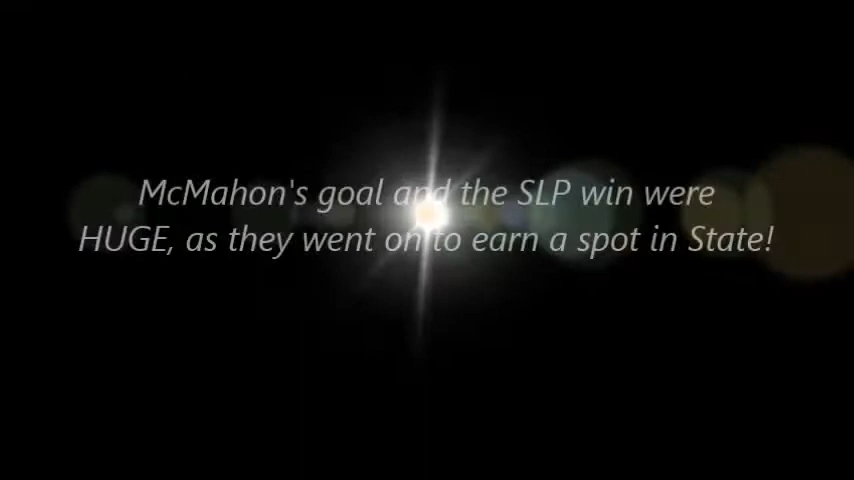 McMahon's goal and the SLP win were
HUGE, as they went on to earn a spot in State!